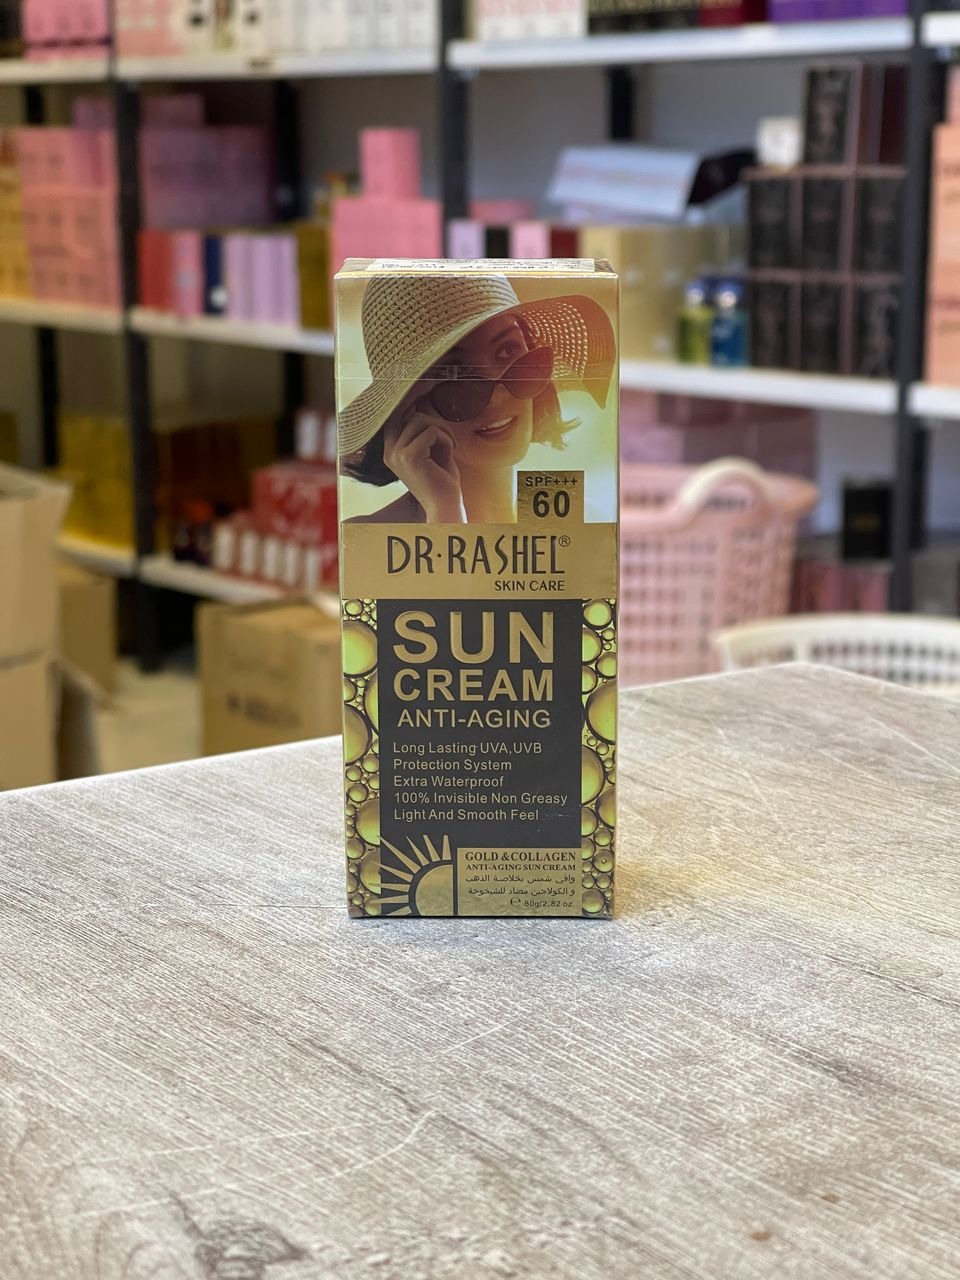 SPF+++
60
DR·RASHEL®
SKIN CARE
SUN
CREAM
ANTI-AGING
Long Lasting UVA,UVB
Protection System
Extra Waterproof
100% Invisible Non Greasy
Light And Smooth Feel
GOLD & COLLAGEN
ANTI-AGING SUN CREAM
واقي شمس بخلاصة الذهب
و الكولاجين مضاد للشيخوخة
℮ 80g/2.82 oz